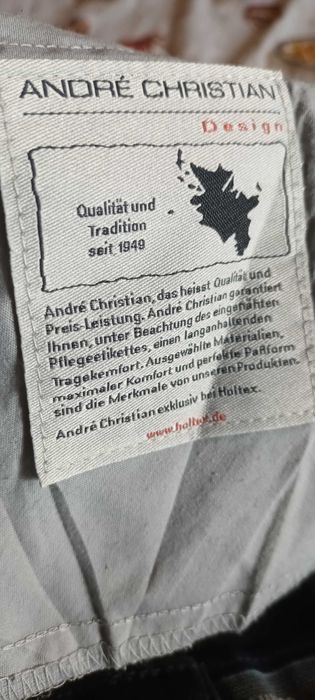 ANDRÉ CHRISTIAN
Design
Qualität und
Tradition
seit 1949
André Christian, das heisst Qualität und
Preis-Leistung. André Christian garantiert
Ihnen, unter Beachtung des eingenähten
Pflegeetikettes, einen langanhaltenden
Tragekomfort. Ausgewählte Materialien,
maximaler Komfort und perfekte Paßform
sind die Merkmale von unseren Produkten.
André Christian exklusiv bei Holtex.
www.holtex.de